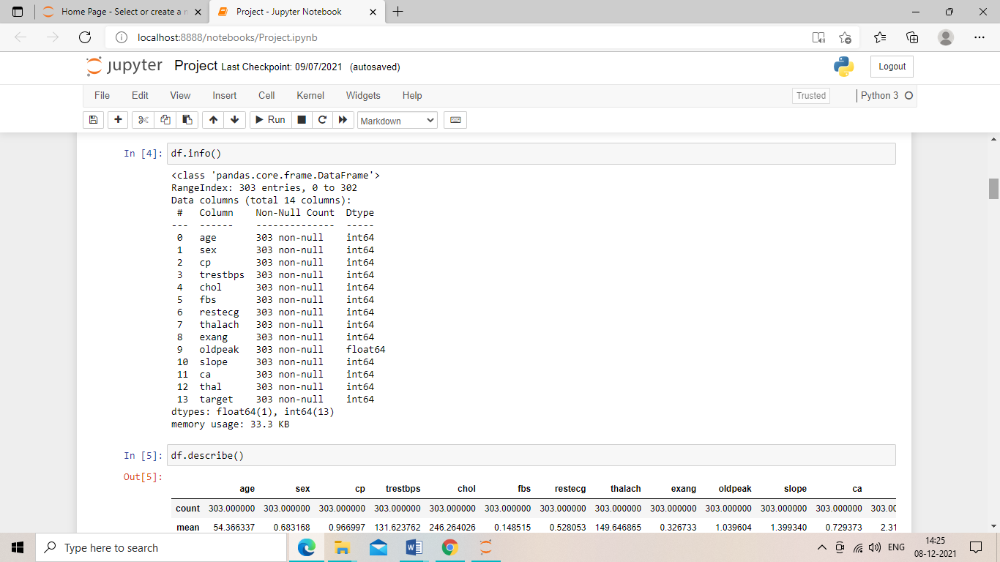 Home Page - Select or create a n
Project - Jupyter Notebook
localhost:8888/notebooks/Project.ipynb
jupyter Project Last Checkpoint: 09/07/2021 (autosaved)
Logout
File Edit View Insert Cell Kernel Widgets Help
Trusted
Python 3
Run
Markdown
In [4]: df.info()
<class 'pandas.core.frame.DataFrame'>
RangeIndex: 303 entries, 0 to 302
Data columns (total 14 columns):
# Column Non-Null Count Dtype
--- ------ -------------- -----
0 age 303 non-null int64
1 sex 303 non-null int64
2 cp 303 non-null int64
3 trestbps 303 non-null int64
4 chol 303 non-null int64
5 fbs 303 non-null int64
6 restecg 303 non-null int64
7 thalach 303 non-null int64
8 exang 303 non-null int64
9 oldpeak 303 non-null float64
10 slope 303 non-null int64
11 ca 303 non-null int64
12 thal 303 non-null int64
13 target 303 non-null int64
dtypes: float64(1), int64(13)
memory usage: 33.3 KB
In [5]: df.describe()
Out[5]:
age sex cp trestbps chol fbs restecg thalach exang oldpeak slope ca
count 303.000000 303.000000 303.000000 303.000000 303.000000 303.000000 303.000000 303.000000 303.000000 303.000000 303.000000 303.000000 303.00
mean 54.366337 0.683168 0.966997 131.623762 246.264026 0.148515 0.528053 149.646865 0.326733 1.039604 1.399340 0.729373 2.31
Type here to search
ENG
14:25
08-12-2021